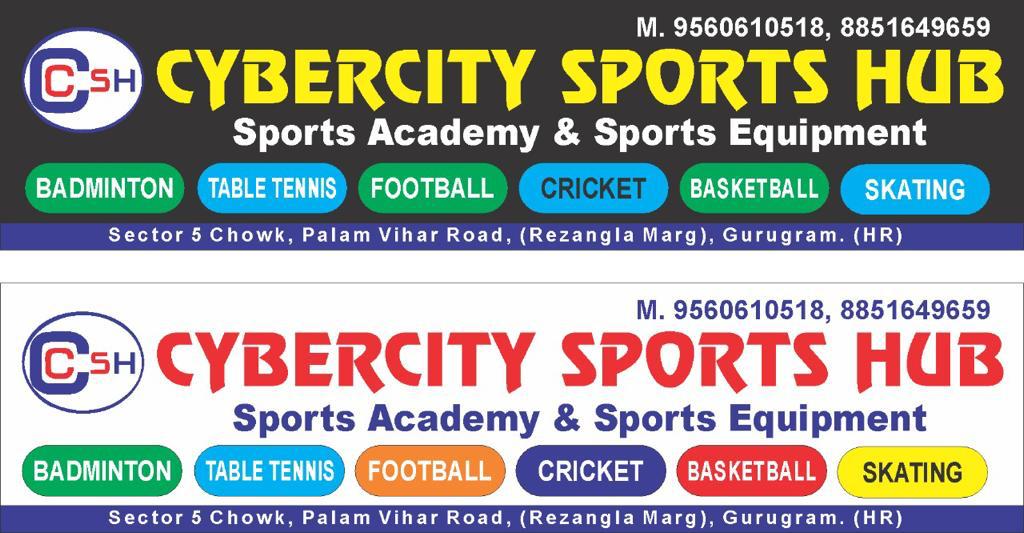 M. 9560610518, 8851649659
CCSH CYBERCITY SPORTS HUB
Sports Academy & Sports Equipment
BADMINTON TABLE TENNIS FOOTBALL CRICKET BASKETBALL SKATING
Sector 5 Chowk, Palam Vihar Road, (Rezangla Marg), Gurugram. (HR)
M. 9560610518, 8851649659
CCSH CYBERCITY SPORTS HUB
Sports Academy & Sports Equipment
BADMINTON TABLE TENNIS FOOTBALL CRICKET BASKETBALL SKATING
Sector 5 Chowk, Palam Vihar Road, (Rezangla Marg), Gurugram. (HR)